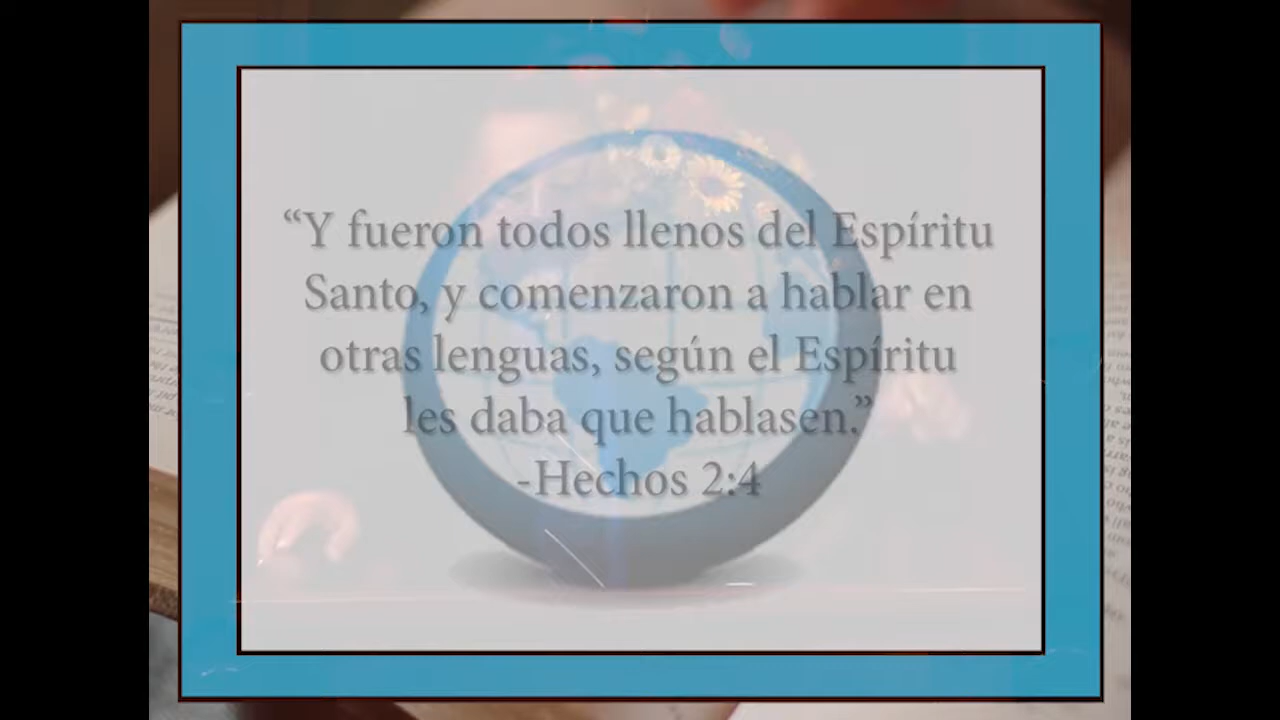 “Y fueron todos llenos del Espíritu
Santo, y comenzaron a hablar en
otras lenguas, según el Espíritu
les daba que hablasen.”
-Hechos 2:4